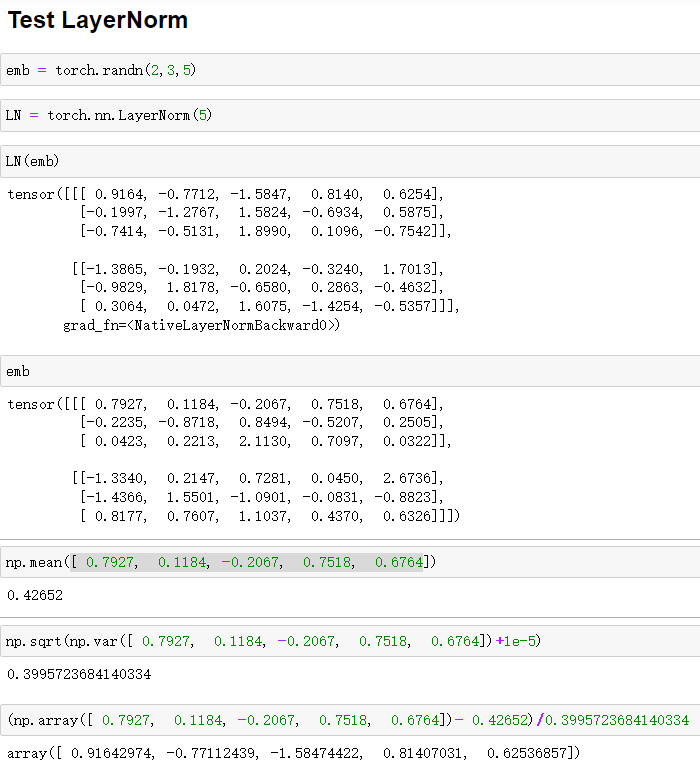 Test LayerNorm
emb = torch.randn(2,3,5)
LN = torch.nn.LayerNorm(5)
LN(emb)
tensor([[[ 0.9164, -0.7712, -1.5847,  0.8140,  0.6254],
         [-0.1997, -1.2767,  1.5824, -0.6934,  0.5875],
         [-0.7414, -0.5131,  1.8990,  0.1096, -0.7542]],
        [[-1.3865, -0.1932,  0.2024, -0.3240,  1.7013],
         [-0.9829,  1.8178, -0.6580,  0.2863, -0.4632],
         [ 0.3064,  0.0472,  1.6075, -1.4254, -0.5357]]],
       grad_fn=<NativeLayerNormBackward0>)
emb
tensor([[[ 0.7927,  0.1184, -0.2067,  0.7518,  0.6764],
         [-0.2235, -0.8718,  0.8494, -0.5207,  0.2505],
         [ 0.0423,  0.2213,  2.1130,  0.7097,  0.0322]],
        [[-1.3340,  0.2147,  0.7281,  0.0450,  2.6736],
         [-1.4366,  1.5501, -1.0901, -0.0831, -0.8823],
         [ 0.8177,  0.7607,  1.1037,  0.4370,  0.6326]]])
np.mean([ 0.7927,  0.1184, -0.2067,  0.7518,  0.6764])
0.42652
np.sqrt(np.var([ 0.7927,  0.1184, -0.2067,  0.7518,  0.6764])+1e-5)
0.3995723684140334
(np.array([ 0.7927,  0.1184, -0.2067,  0.7518,  0.6764])- 0.42652)/0.3995723684140334
array([ 0.91642974, -0.77112439, -1.58474422,  0.81407031,  0.62536857])